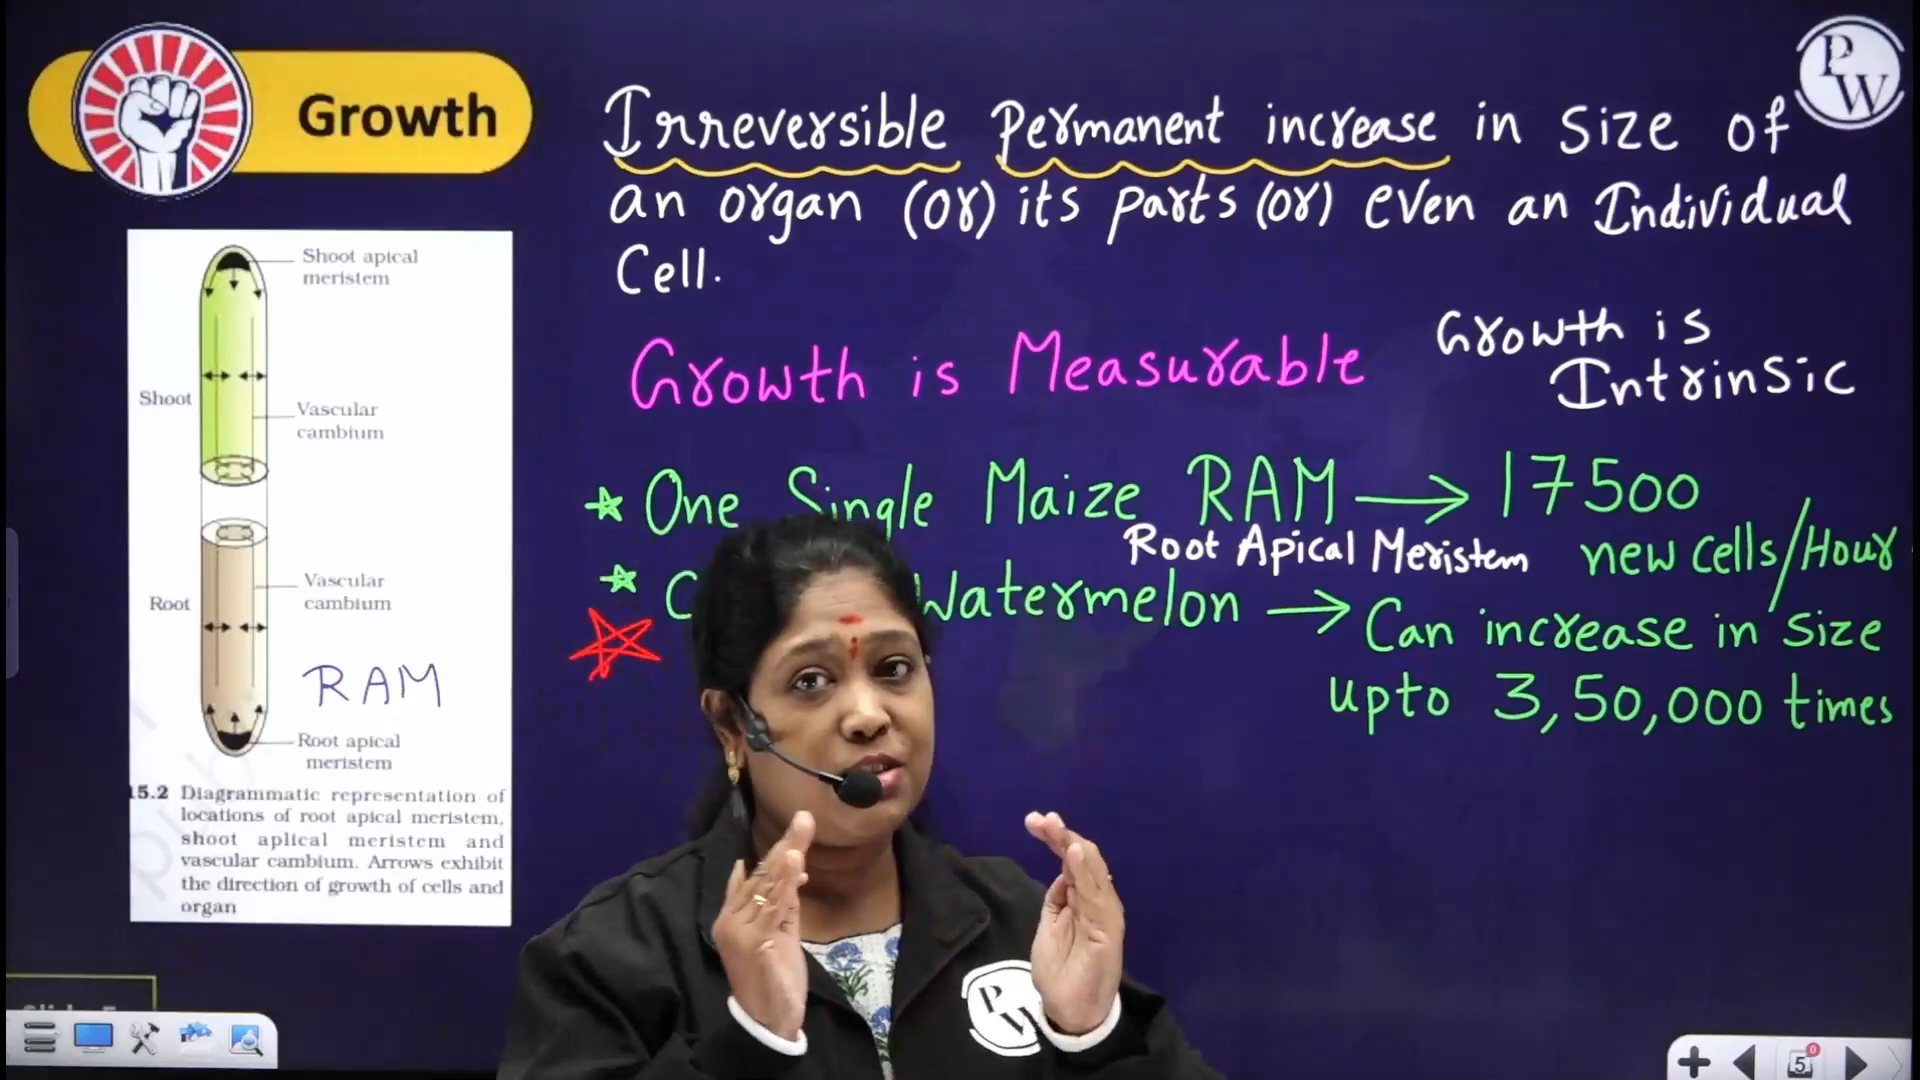 Growth
PW
Irreversible Permanent increase in size of
an organ (or) its parts (or) even an Individual
Cell.
Growth is Measurable
Growth is
Intrinsic
One Single Maize RAM → 17500
Root Apical Meristem new cells/Hour
Watermelon → Can increase in size
upto 3,50,000 times
Shoot apical
meristem
Shoot
Vascular
cambium
Vascular
cambium
Root
RAM
Root apical
meristem
15.2 Diagrammatic representation of
locations of root apical meristem,
shoot aplical meristem and
vascular cambium. Arrows exhibit
the direction of growth of cells and
organ
PW
5
0